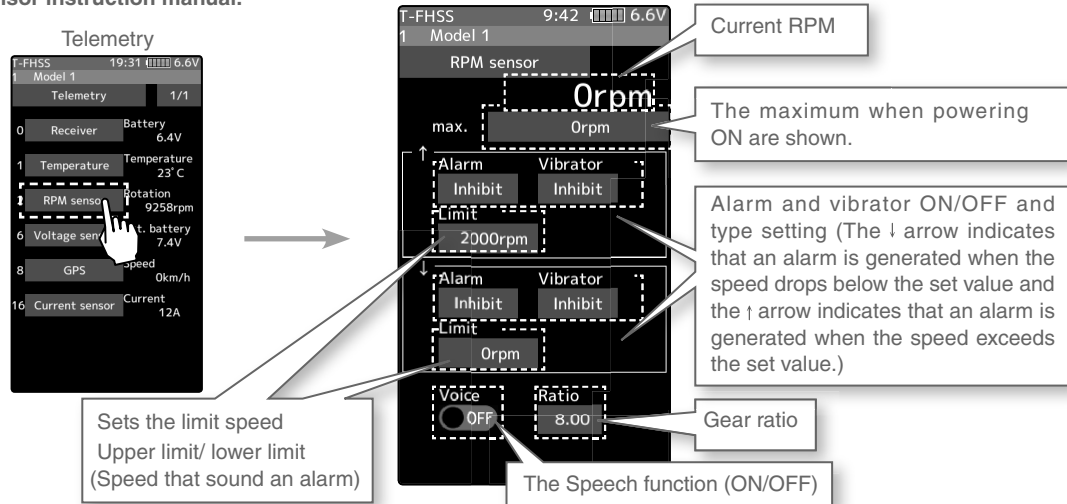 sor instruction manual.
Telemetry
T-FHSS 19:31 6.6V
1 Model 1
Telemetry 1/1
0 Receiver Battery
6.4V
1 Temperature Temperature
23°C
RPM sensor Rotation
9258rpm
6 Voltage sen t. battery
7.4V
8 GPS Speed
0km/h
16 Current sensor Current
12A
T-FHSS 9:42 6.6V
1 Model 1
RPM sensor
0rpm
max. 0rpm
↑
Alarm Vibrator
Inhibit Inhibit
Limit
2000rpm
↓
Alarm Vibrator
Inhibit Inhibit
Limit
0rpm
Voice Ratio
OFF 8.00
Current RPM
The maximum when powering
ON are shown.
Alarm and vibrator ON/OFF and
type setting (The ↓ arrow indicates
that an alarm is generated when the
speed drops below the set value and
the ↑ arrow indicates that an alarm is
generated when the speed exceeds
the set value.)
Sets the limit speed
Upper limit/ lower limit
(Speed that sound an alarm)
Gear ratio
The Speech function (ON/OFF)